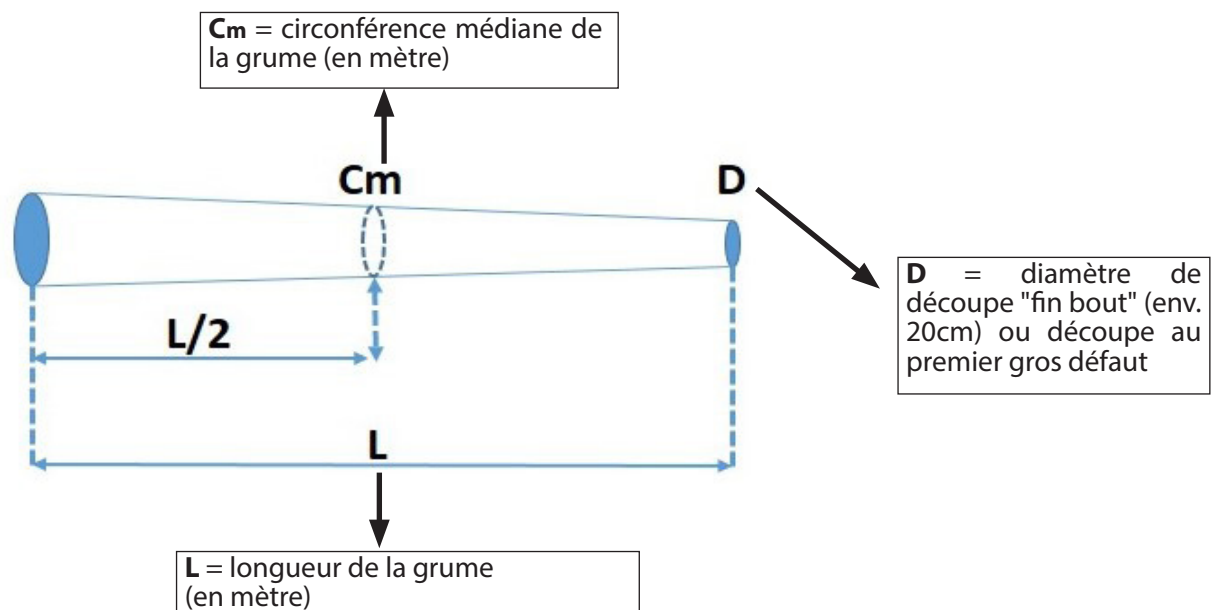 Cm = circonférence médiane de
la grume (en mètre)
Cm
D
D = diamètre de
découpe "fin bout" (env.
20cm) ou découpe au
premier gros défaut
L/2
L
L = longueur de la grume
(en mètre)